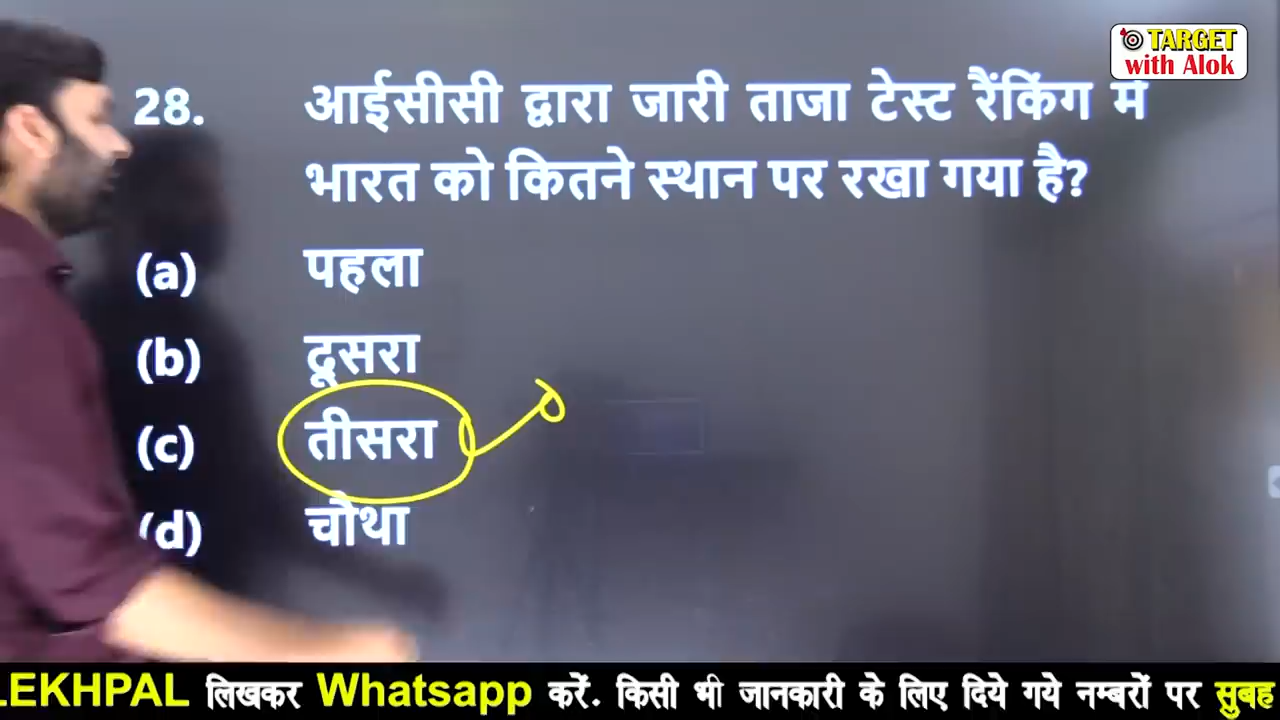 TARGET
with Alok
28. आईसीसी द्वारा जारी ताजा टेस्ट रैंकिंग में
भारत को कितने स्थान पर रखा गया है?
(a) पहला
(b) दूसरा
(c) तीसरा
(d) चौथा
LEKHPAL लिखकर Whatsapp करें. किसी भी जानकारी के लिए दिये गये नम्बरों पर सुबह